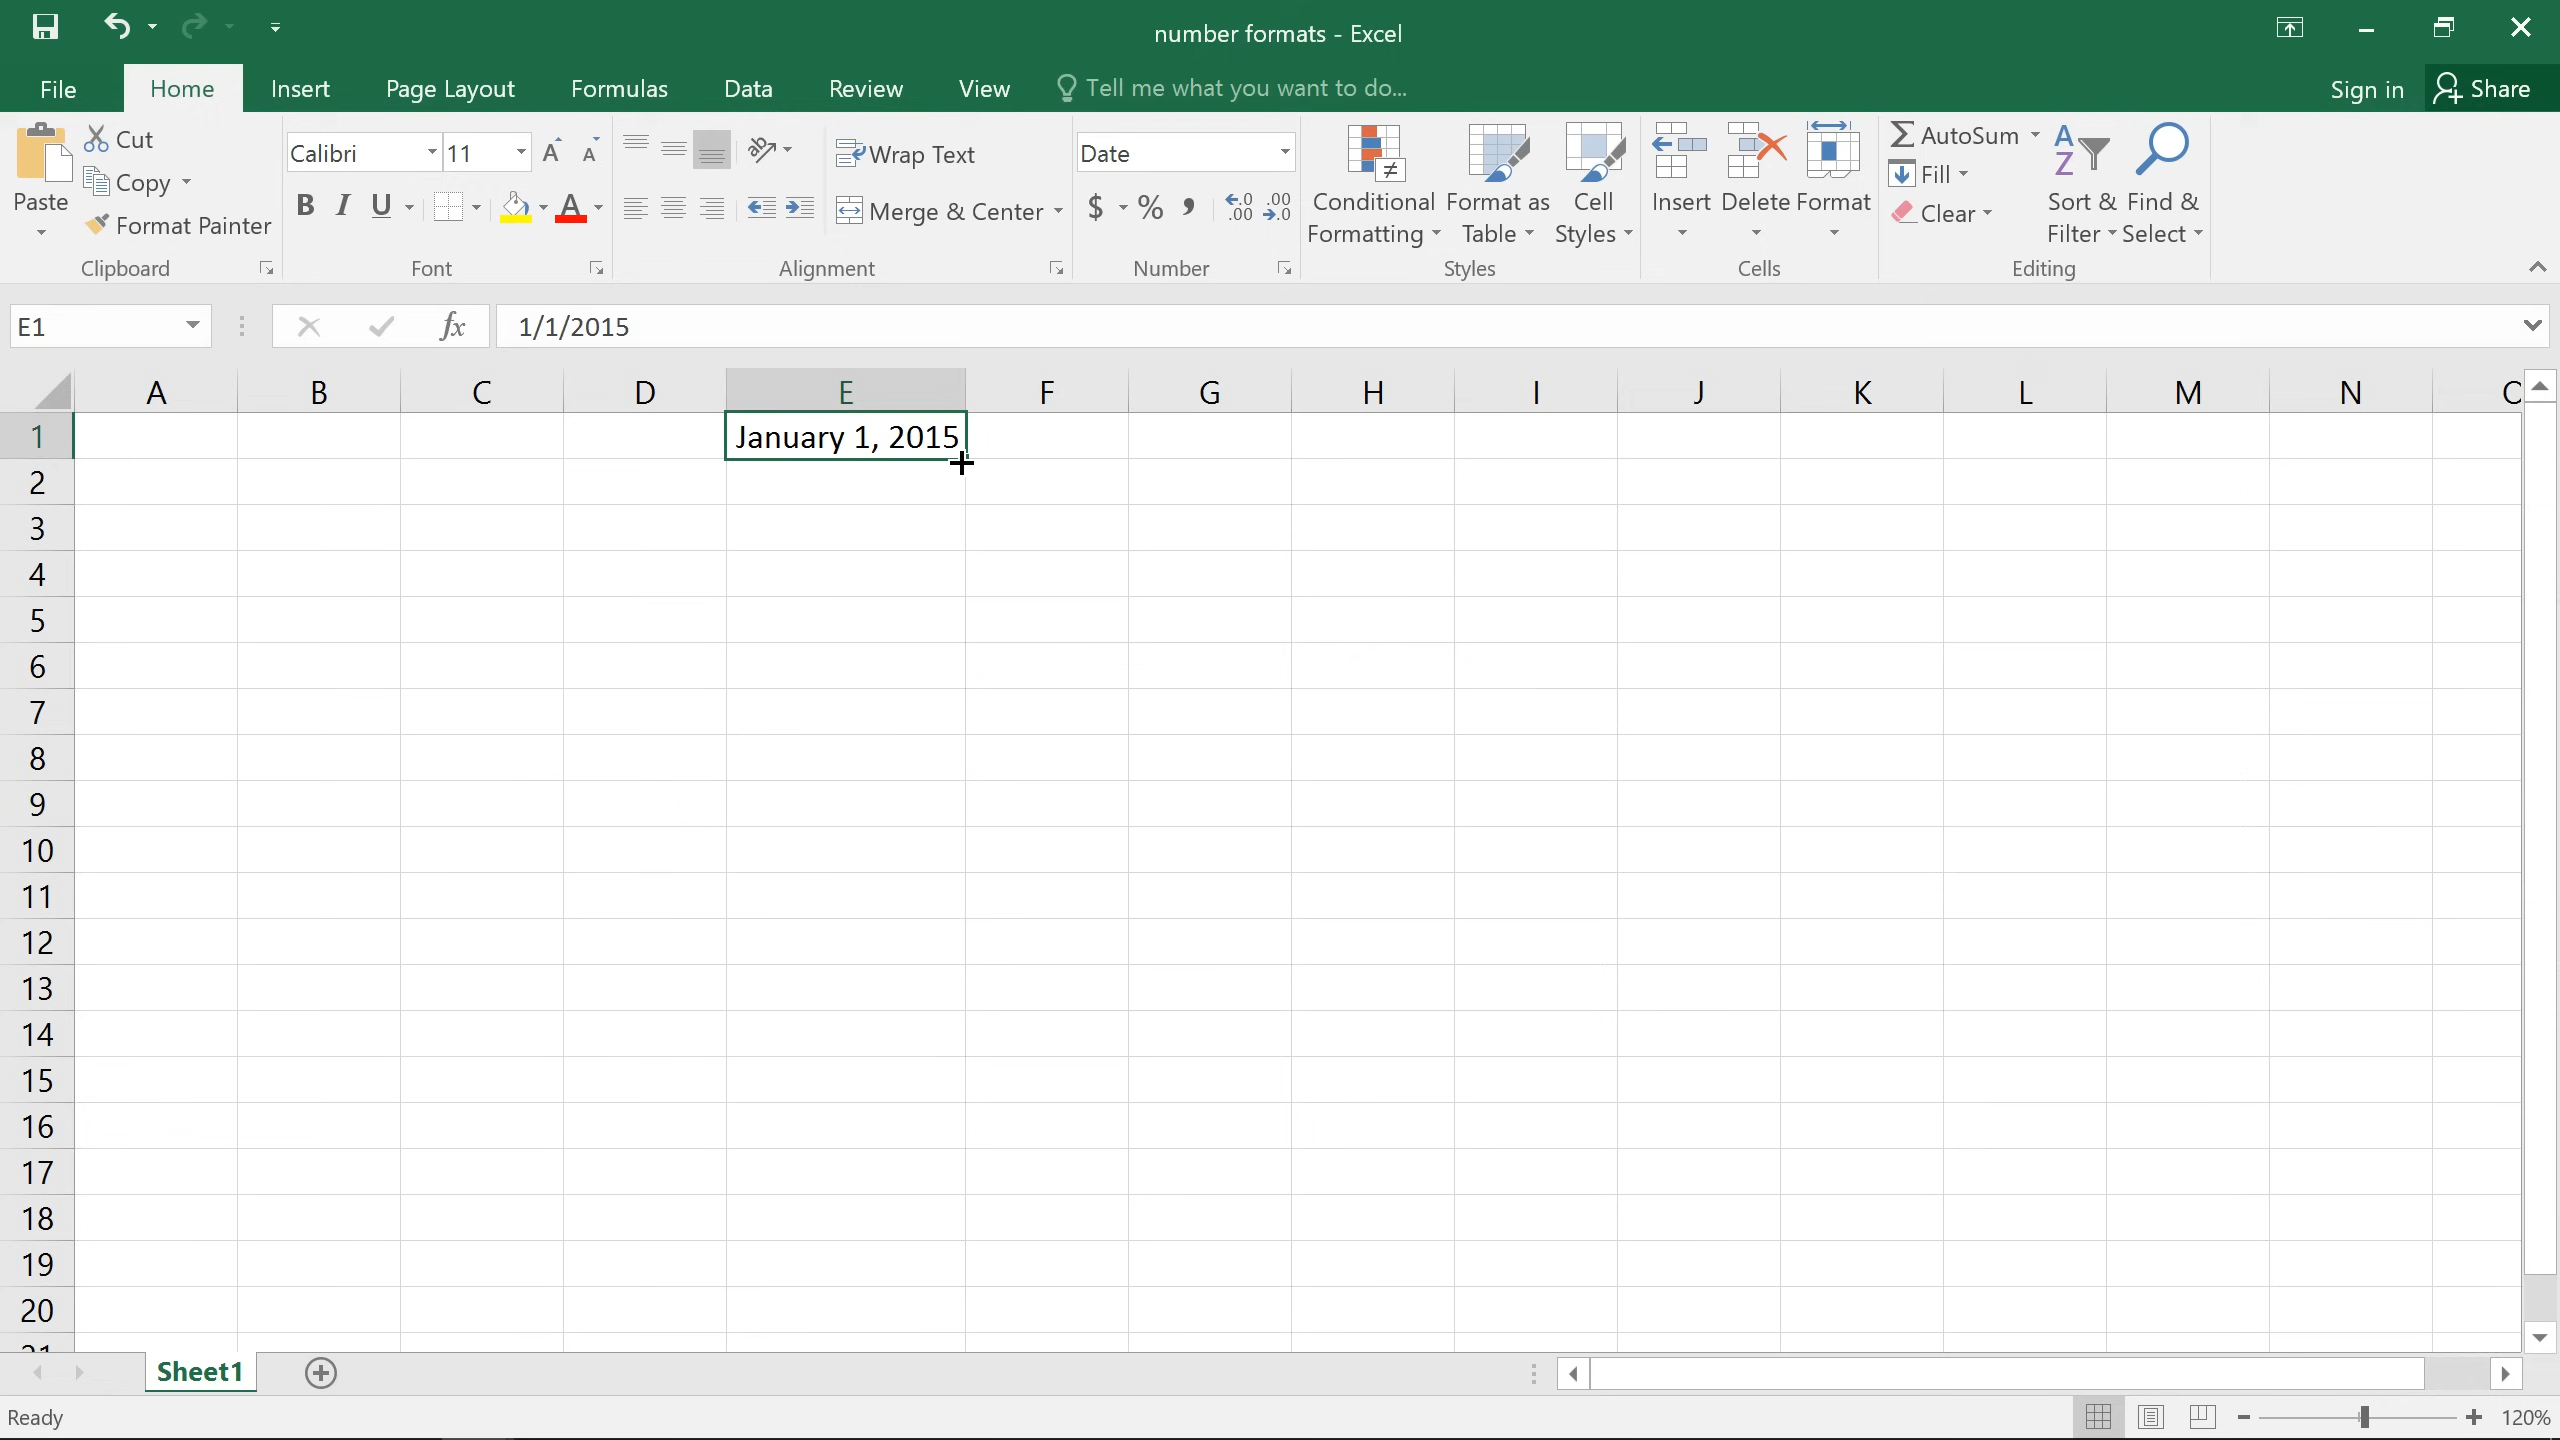 number formats - Excel
File Home Insert Page Layout Formulas Data Review View Tell me what you want to do... Sign in Share
Paste
Cut
Copy
Format Painter
Clipboard
Calibri 11
B I U A
Font
Wrap Text
Merge & Center
Alignment
Date
$ % , .00 .00
Number
Conditional Formatting
Format as Table
Cell Styles
Styles
Insert Delete Format
Cells
AutoSum
Fill
Clear
Sort & Filter
Find & Select
Editing
E1 fx 1/1/2015
A B C D E F G H I J K L M N
1 January 1, 2015
2
3
4
5
6
7
8
9
10
11
12
13
14
15
16
17
18
19
20
21
Sheet1
Ready 120%